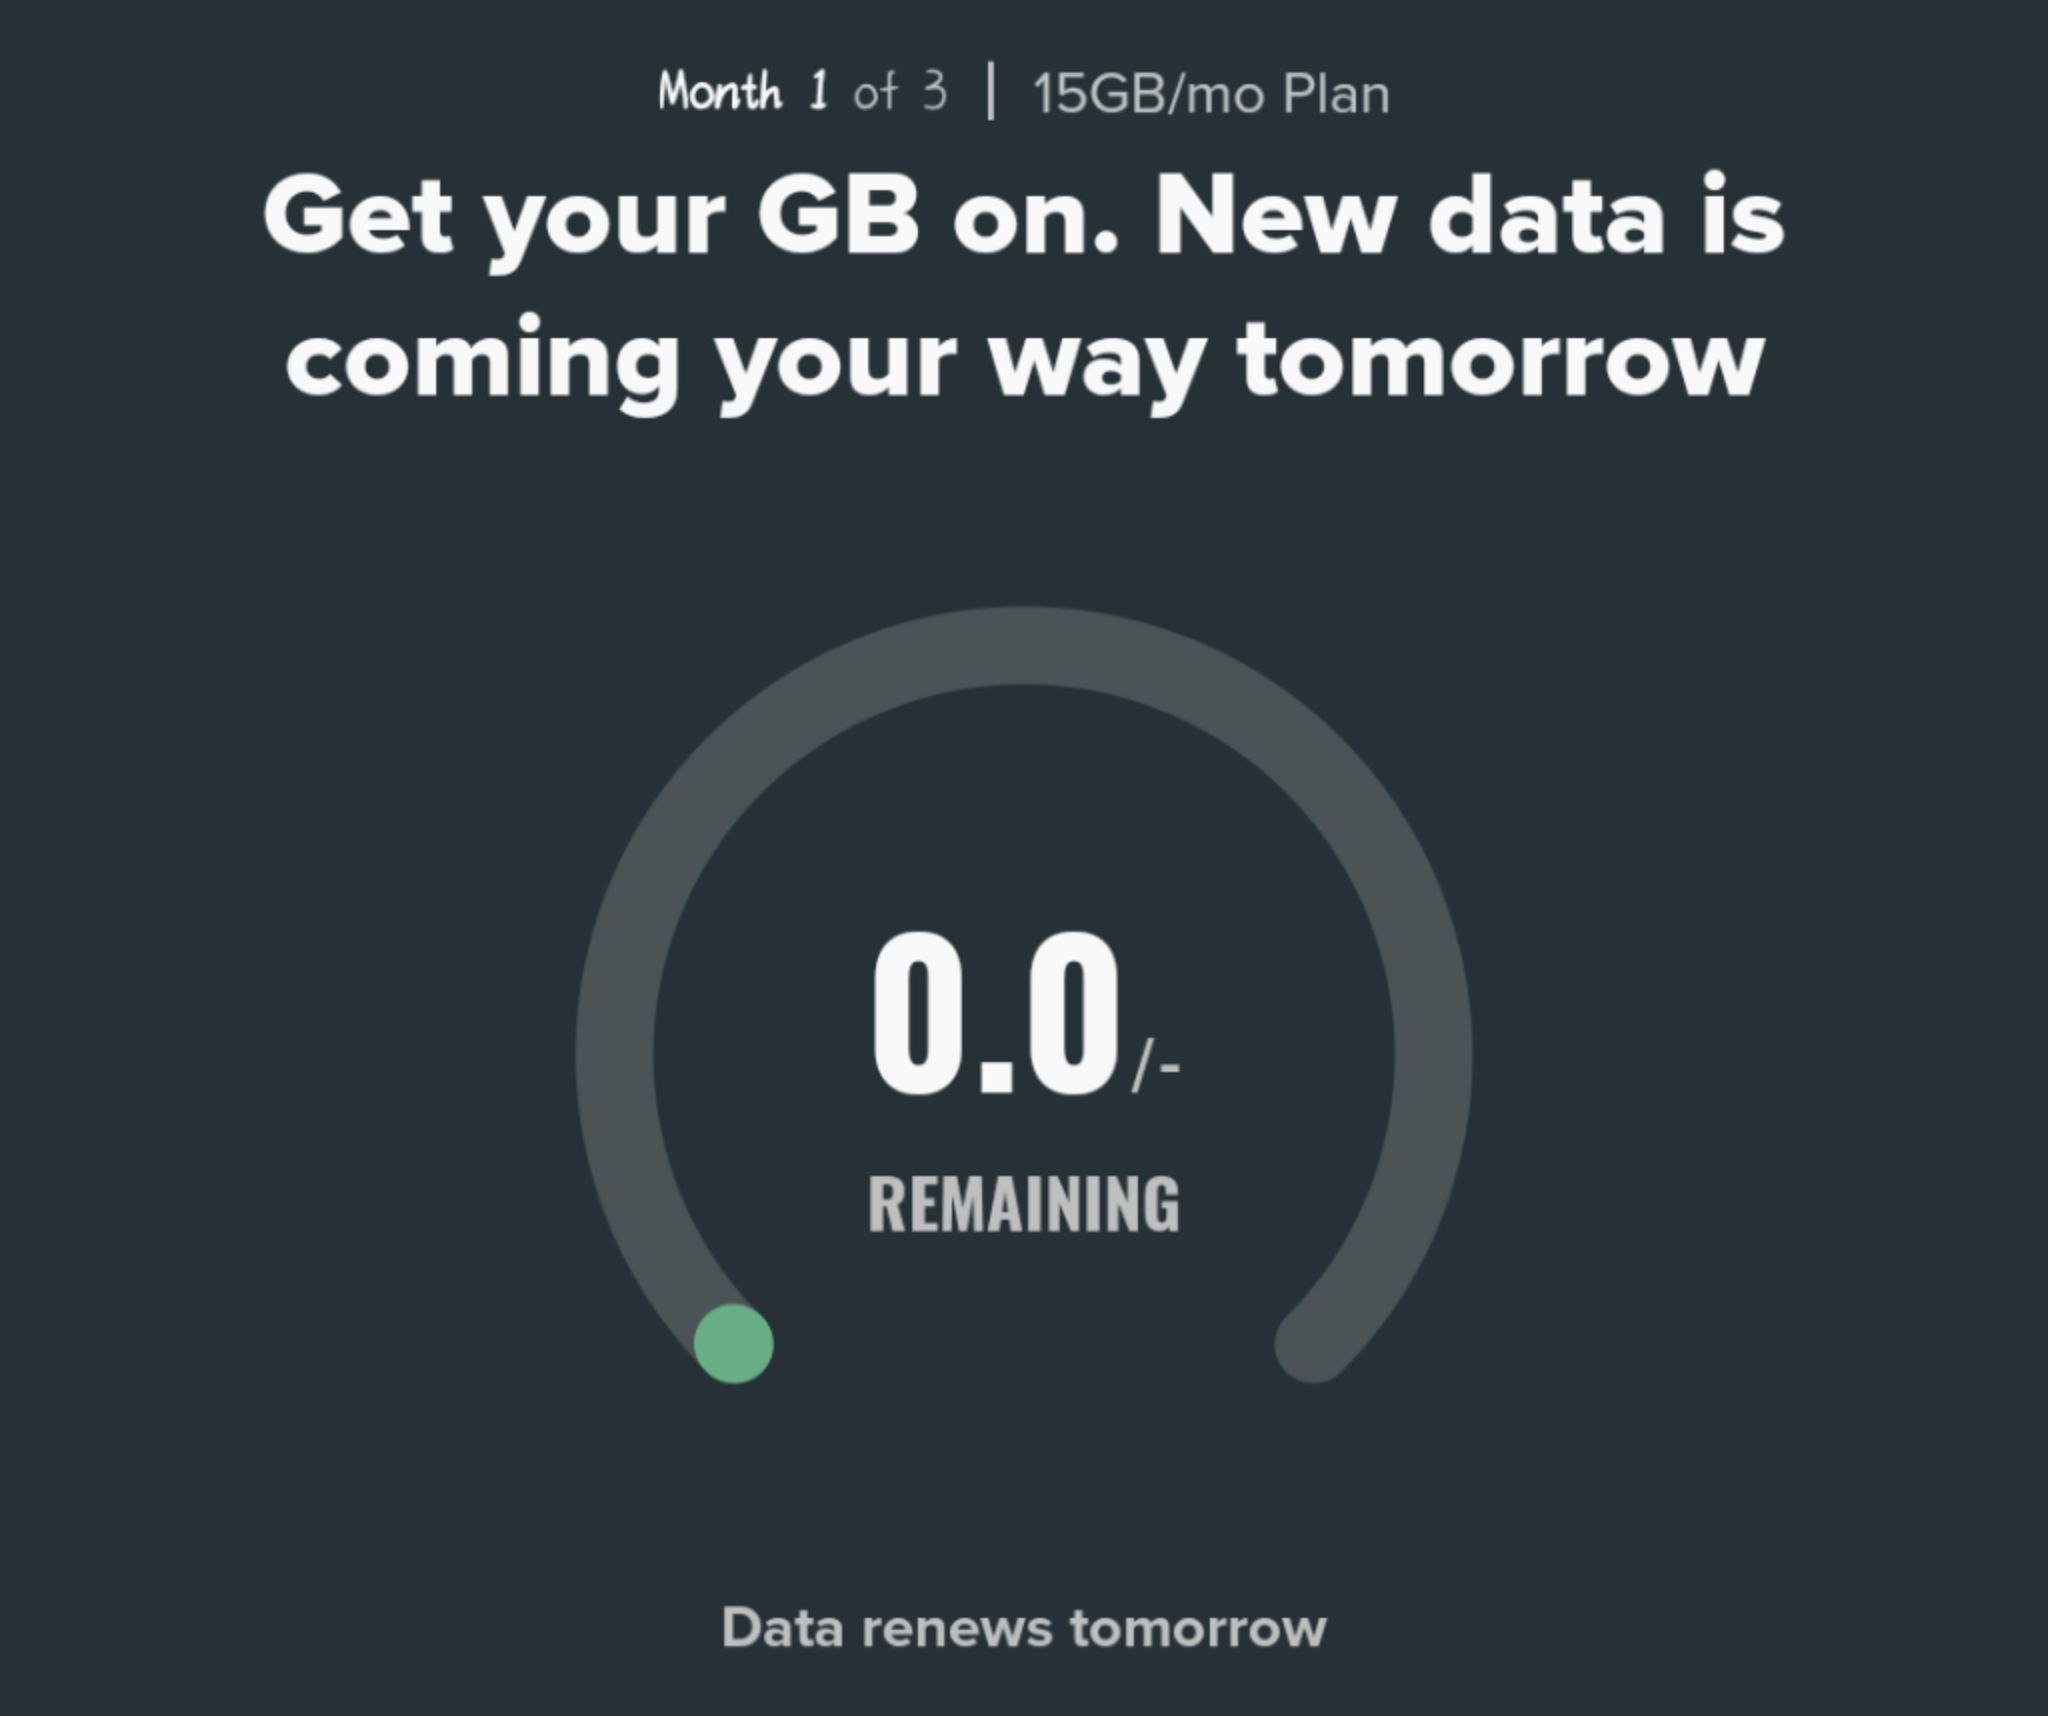 Month 1 of 3 | 15GB/mo Plan
Get your GB on. New data is
coming your way tomorrow
0.0/-
REMAINING
Data renews tomorrow